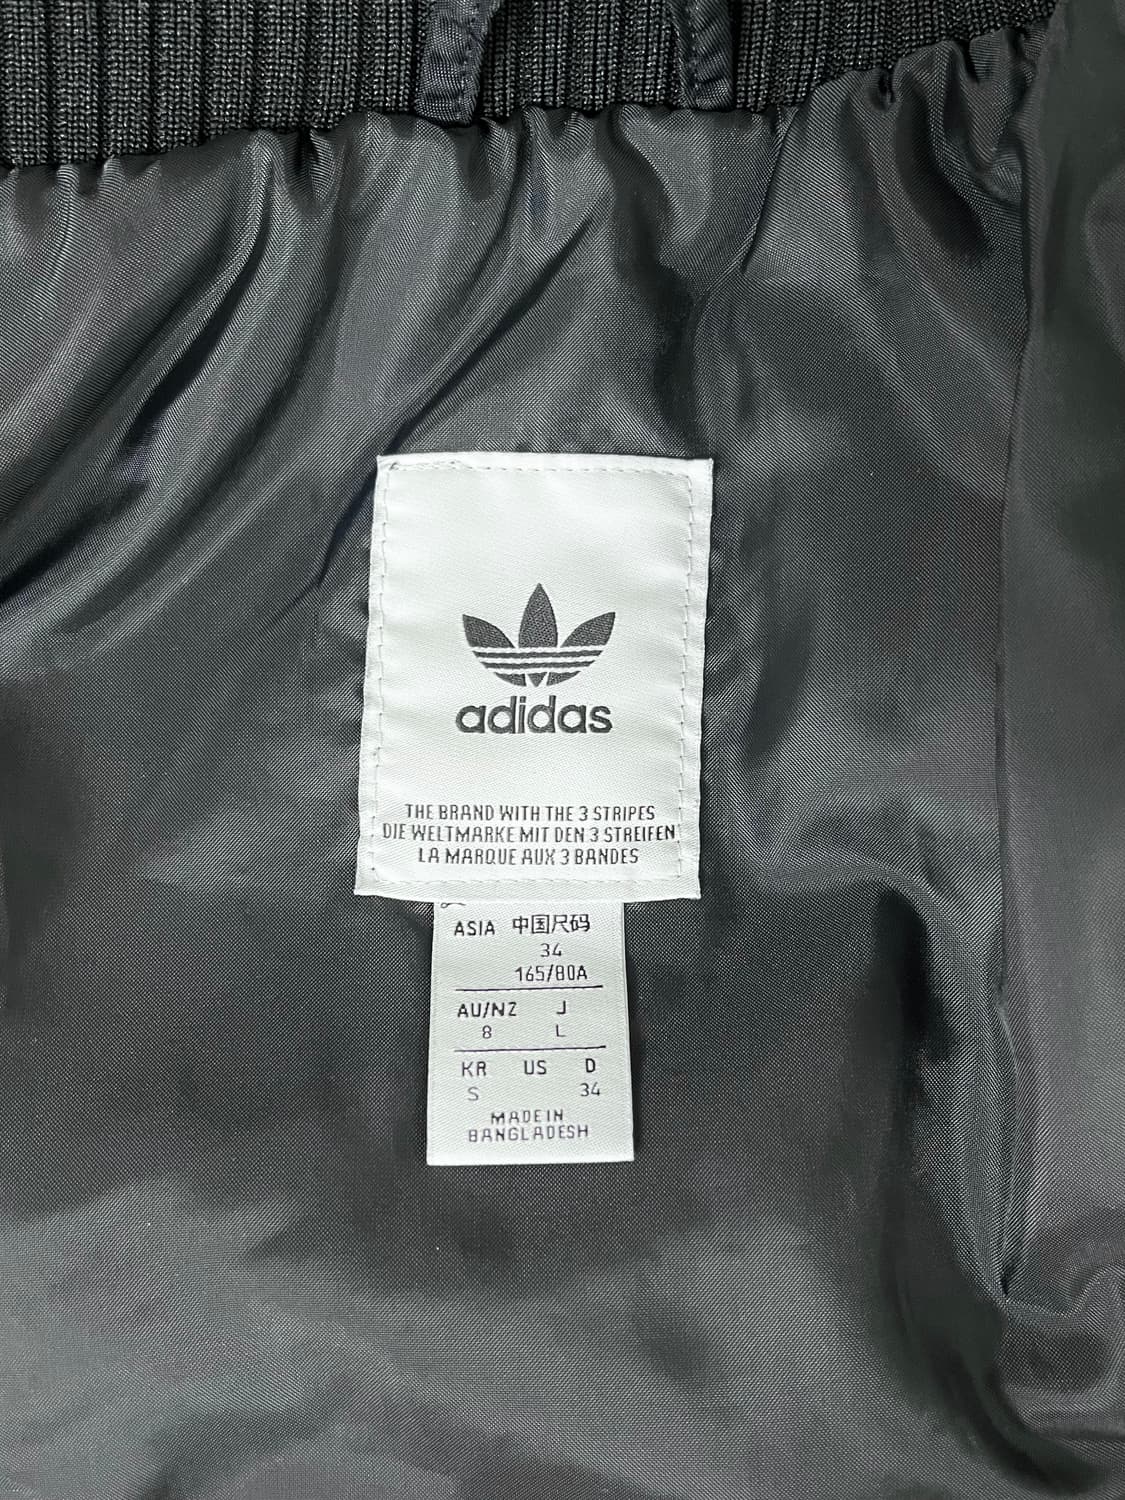 adidas
THE BRAND WITH THE 3 STRIPES
DIE WELTMARKE MIT DEN 3 STREIFEN
LA MARQUE AUX 3 BANDES
ASIA 中国尺码
34
165/80A
AU/NZ J
8 L
KR US D
S 34
MADE IN
BANGLADESH